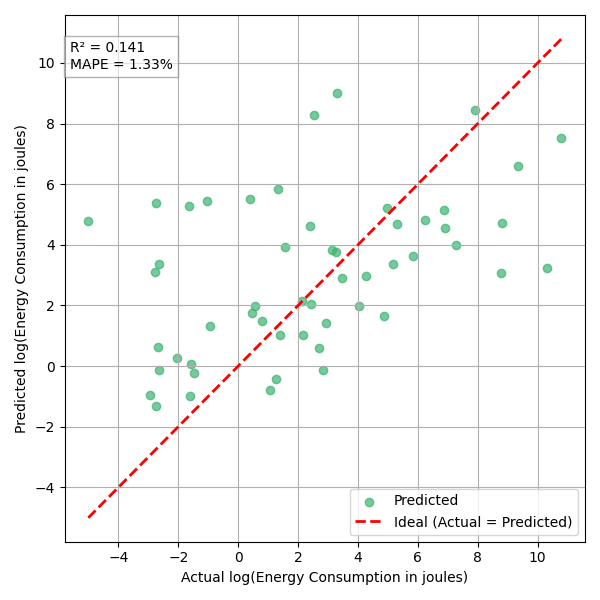 R² = 0.141
MAPE = 1.33%
10
8
6
4
2
0
−2
−4
Predicted log(Energy Consumption in joules)
Predicted
Ideal (Actual = Predicted)
−4 −2 0 2 4 6 8 10
Actual log(Energy Consumption in joules)